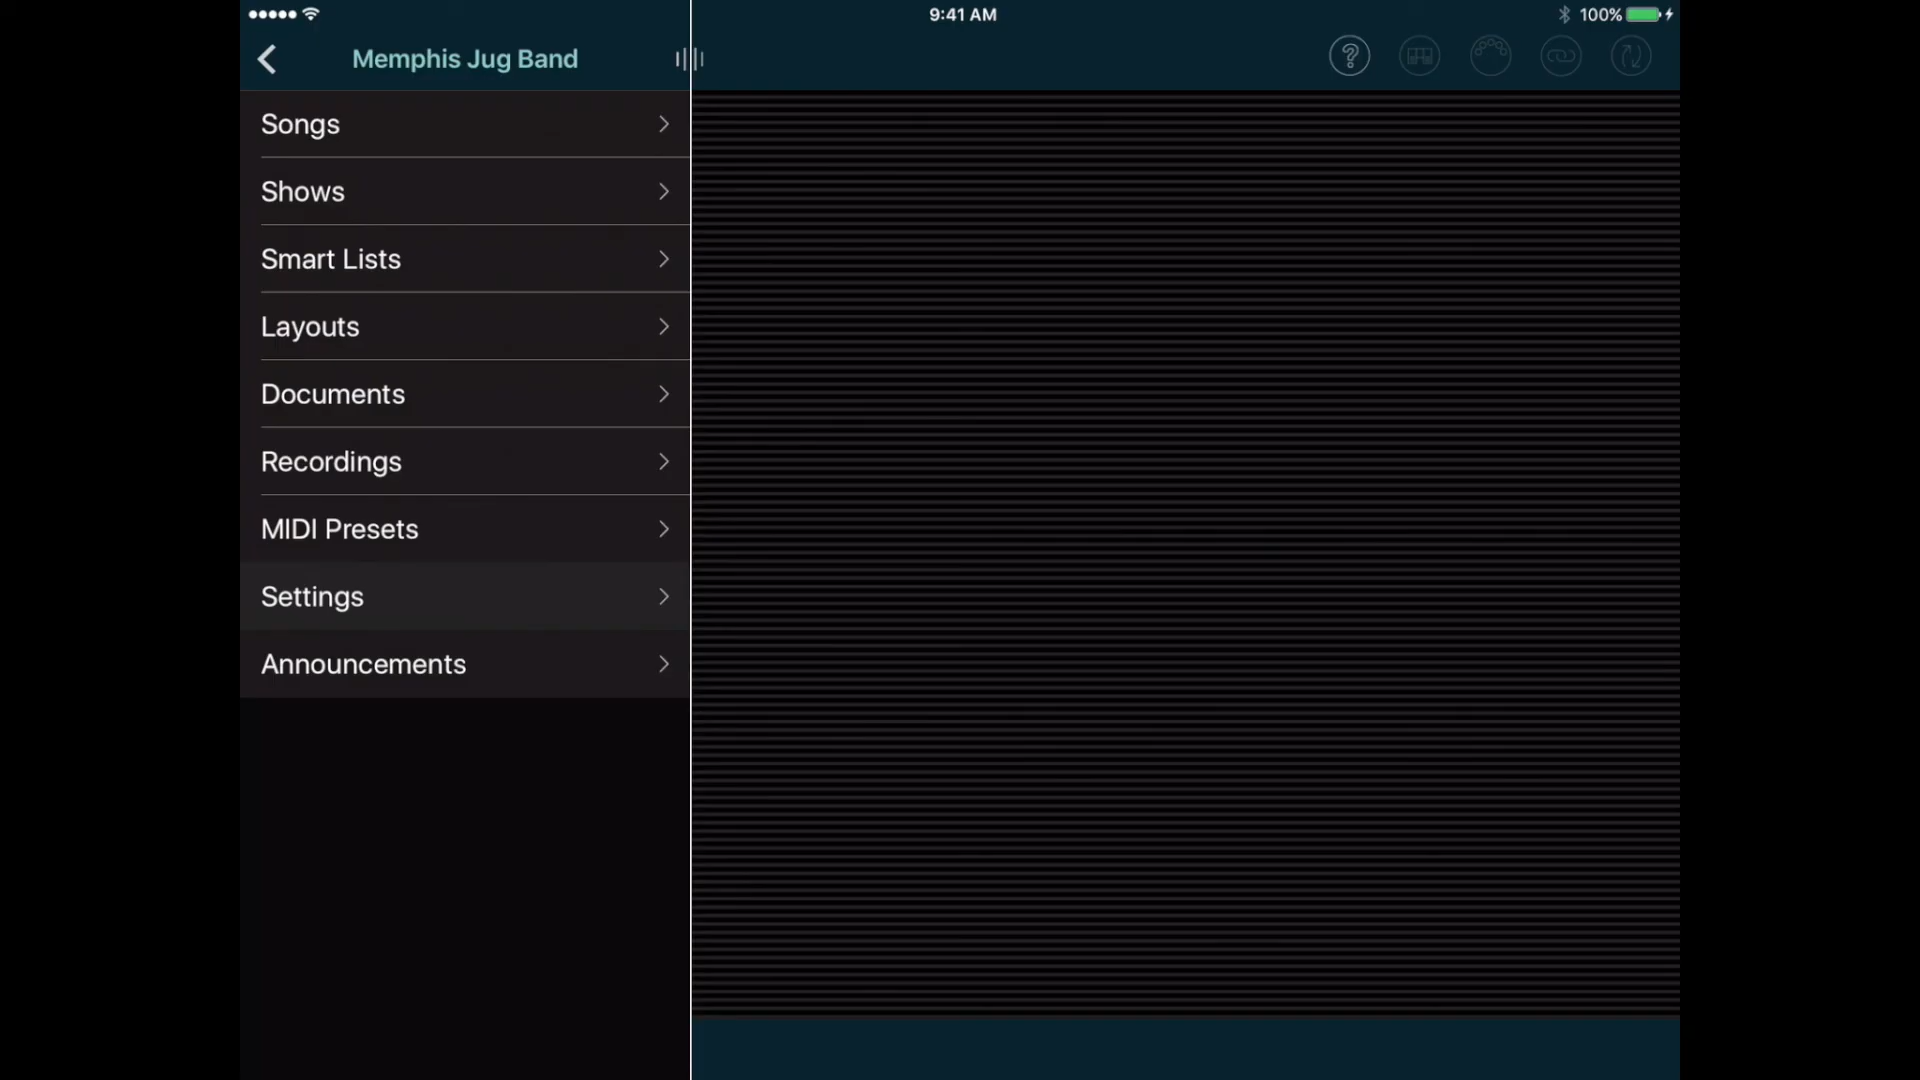 9:41 AM
100%
Memphis Jug Band
Songs
Shows
Smart Lists
Layouts
Documents
Recordings
MIDI Presets
Settings
Announcements